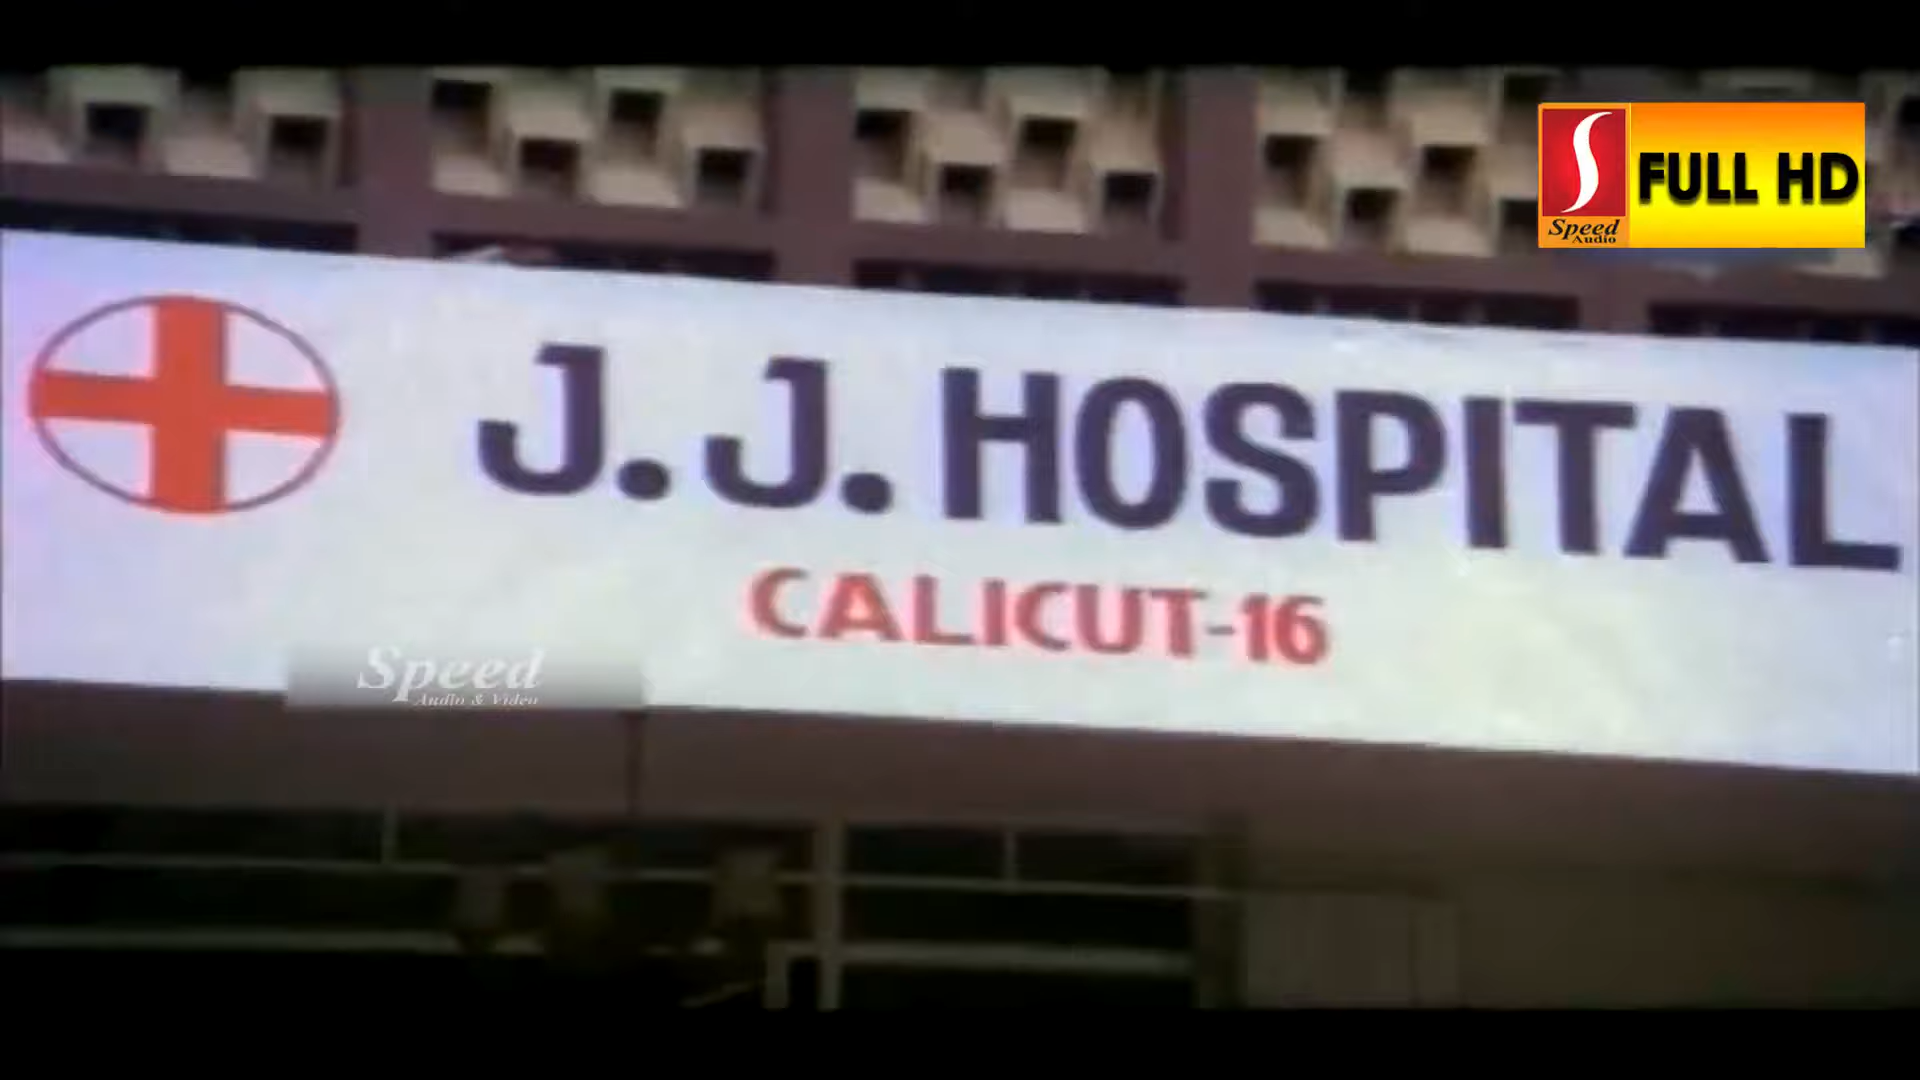 S
Speed
Audio
FULL HD
J.J.HOSPITAL
CALICUT-16
Speed
Audio & Video